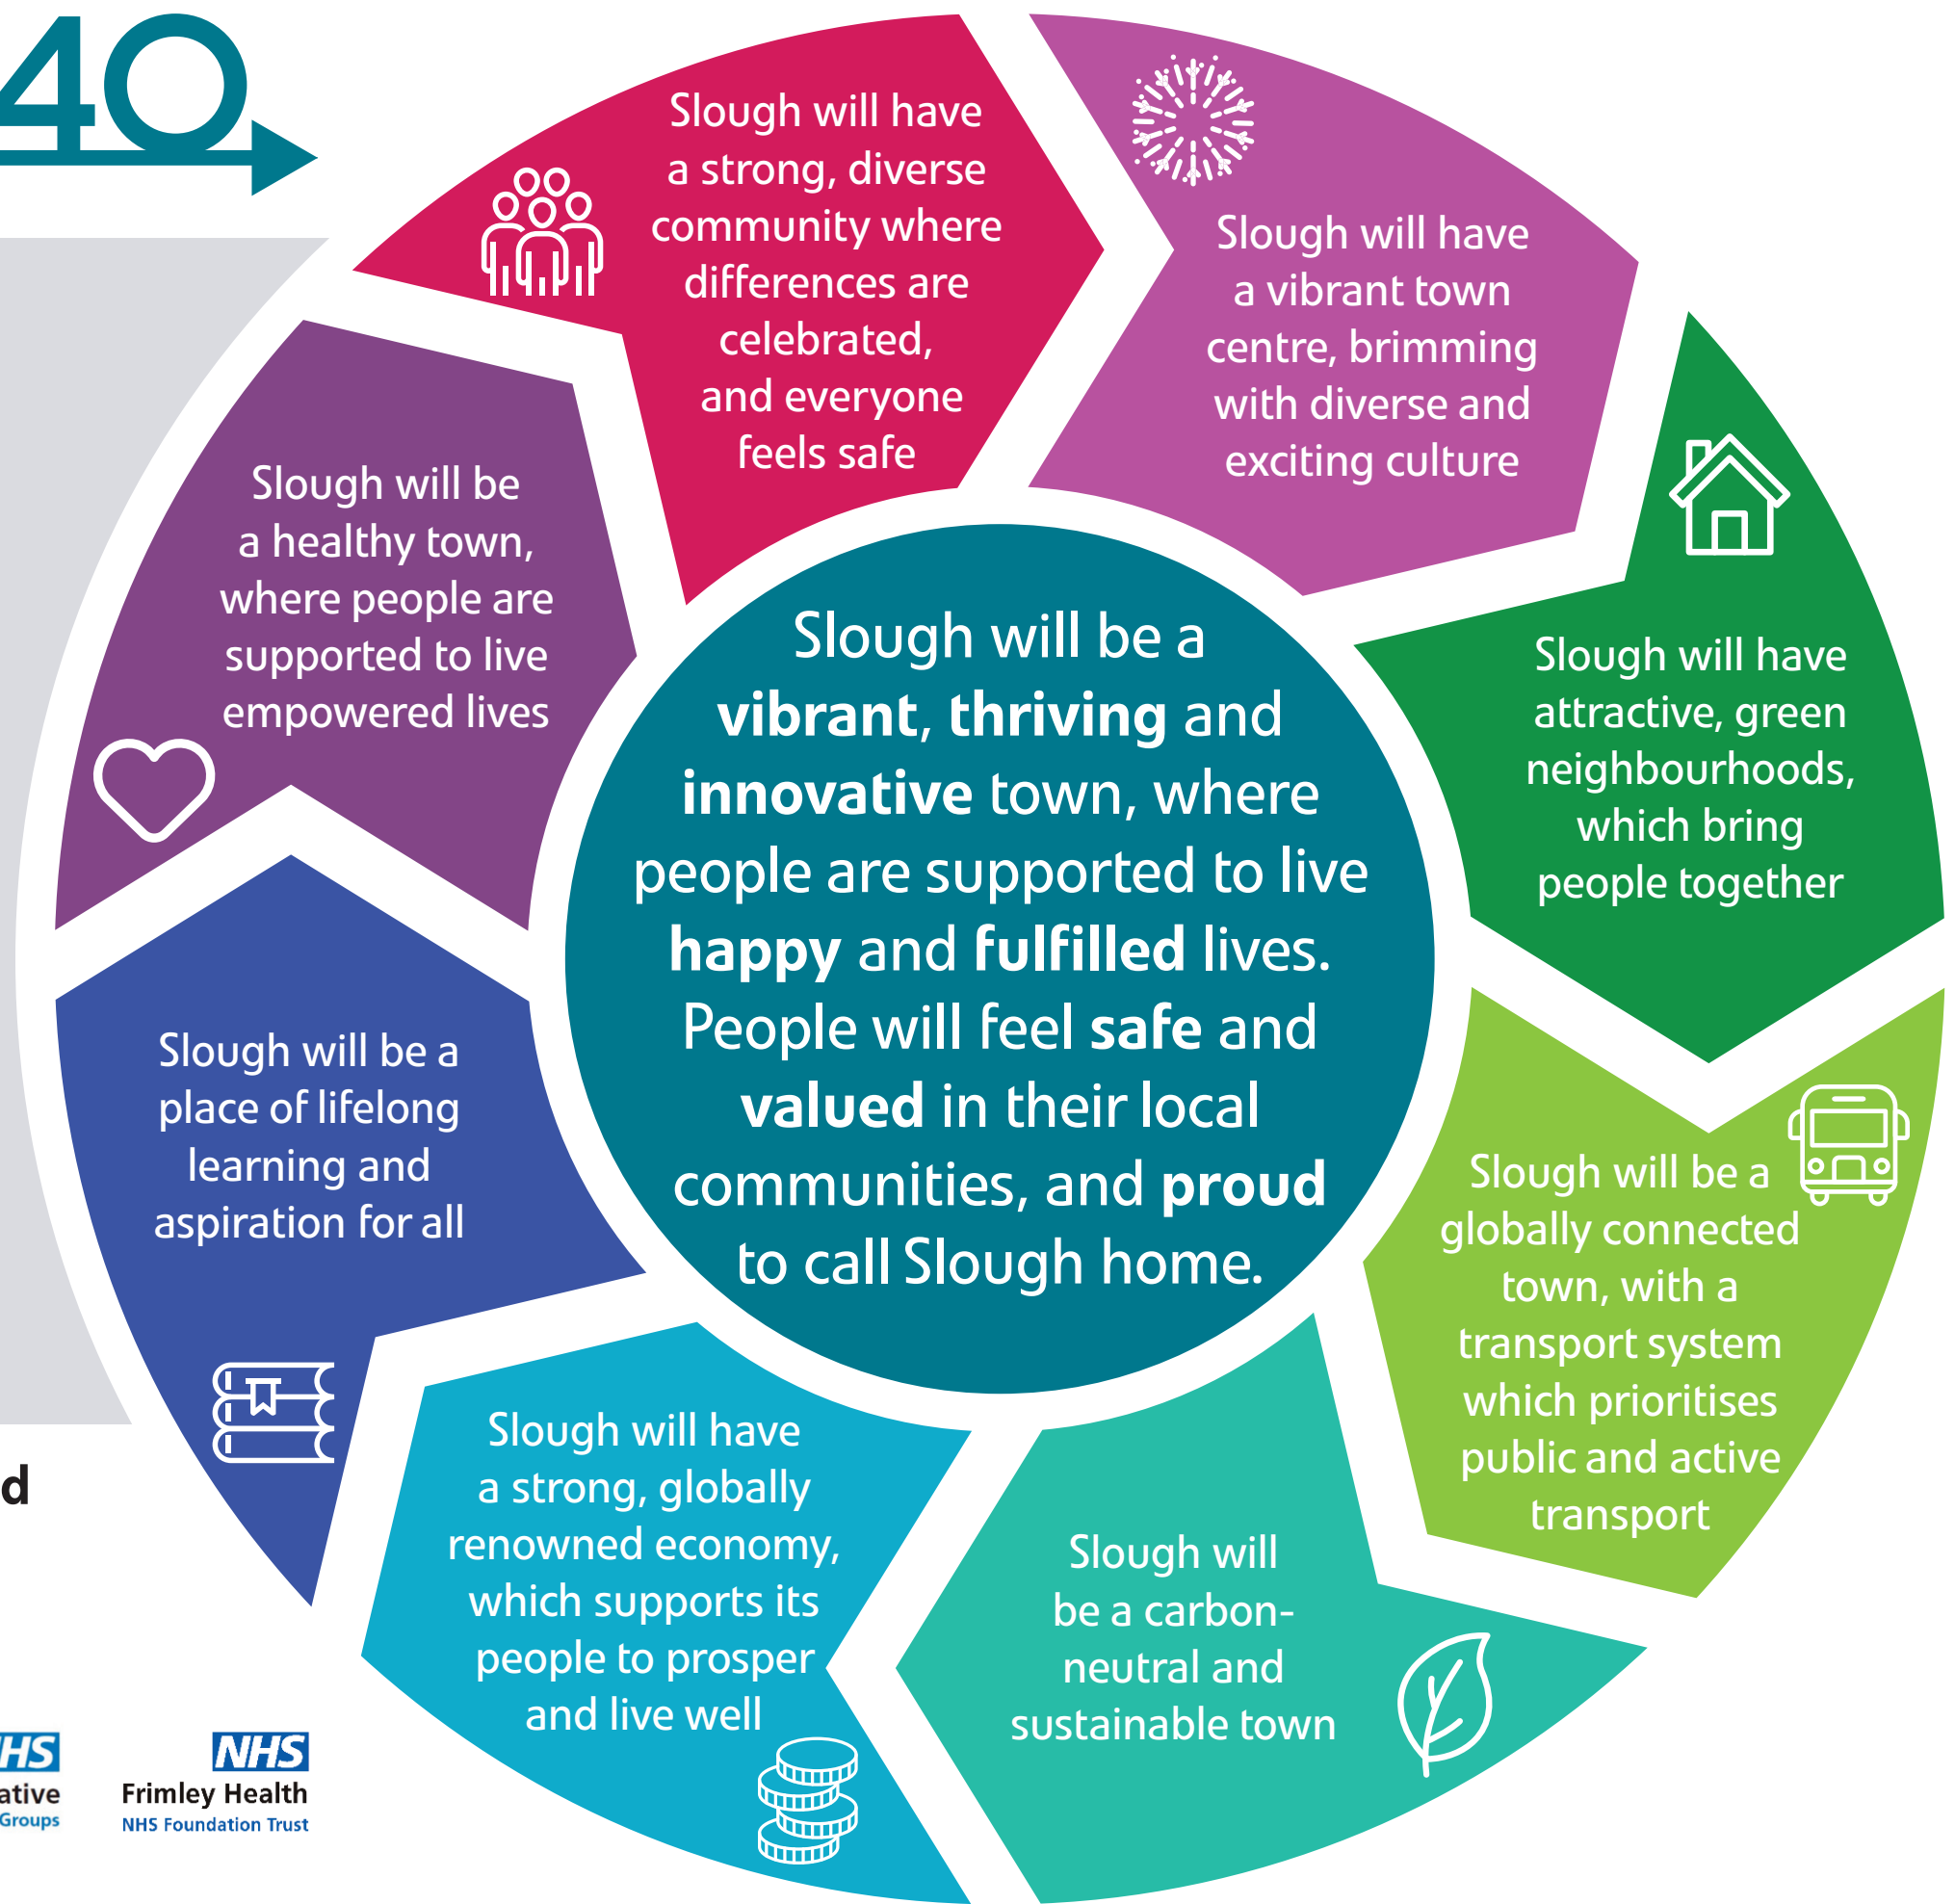 40
Slough will have
a strong, diverse
community where
differences are
celebrated,
and everyone
feels safe
Slough will have
a vibrant town
centre, brimming
with diverse and
exciting culture
Slough will have
attractive, green
neighbourhoods,
which bring
people together
Slough will be a
globally connected
town, with a
transport system
which prioritises
public and active
transport
Slough will
be a carbon-
neutral and
sustainable town
Slough will have
a strong, globally
renowned economy,
which supports its
people to prosper
and live well
Slough will be a
place of lifelong
learning and
aspiration for all
Slough will be
a healthy town,
where people are
supported to live
empowered lives
Slough will be a
vibrant, thriving and
innovative town, where
people are supported to live
happy and fulfilled lives.
People will feel safe and
valued in their local
communities, and proud
to call Slough home.
d
HS
ative
Groups
NHS
Frimley Health
NHS Foundation Trust